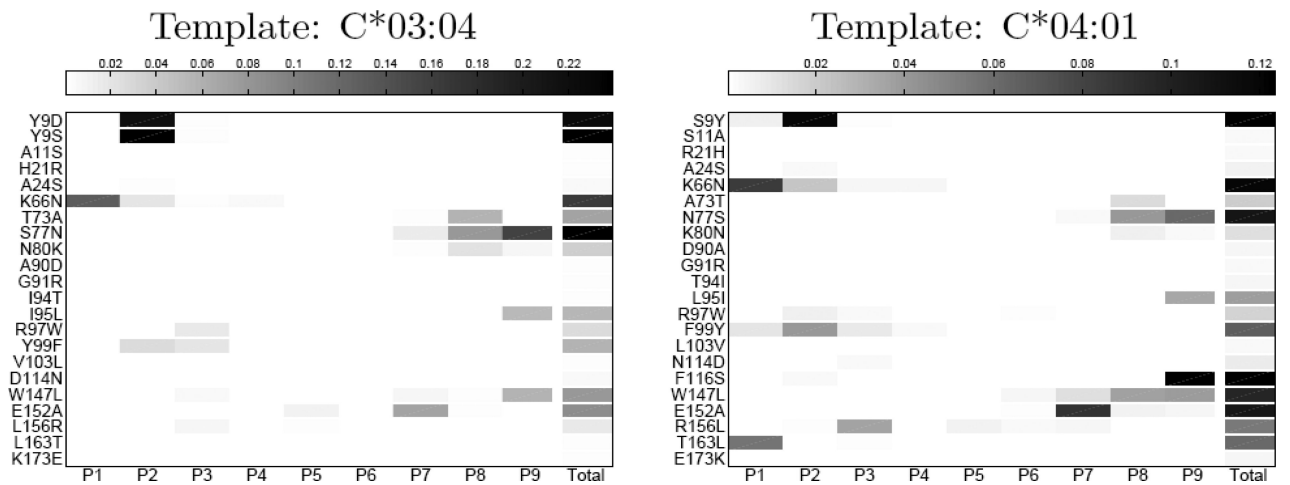 Template: C*03:04
0.02 0.04 0.06 0.08 0.1 0.12 0.14 0.16 0.18 0.2 0.22
Y9D
Y9S
A11S
H21R
A24S
K66N
T73A
S77N
N80K
A90D
G91R
I94T
I95L
R97W
Y99F
V103L
D114N
W147L
E152A
L156R
L163T
K173E
P1 P2 P3 P4 P5 P6 P7 P8 P9 Total
Template: C*04:01
0.02 0.04 0.06 0.08 0.1 0.12
S9Y
S11A
R21H
A24S
K66N
A73T
N77S
K80N
D90A
G91R
T94I
L95I
R97W
F99Y
L103V
N114D
F116S
W147L
E152A
R156L
T163L
E173K
P1 P2 P3 P4 P5 P6 P7 P8 P9 Total